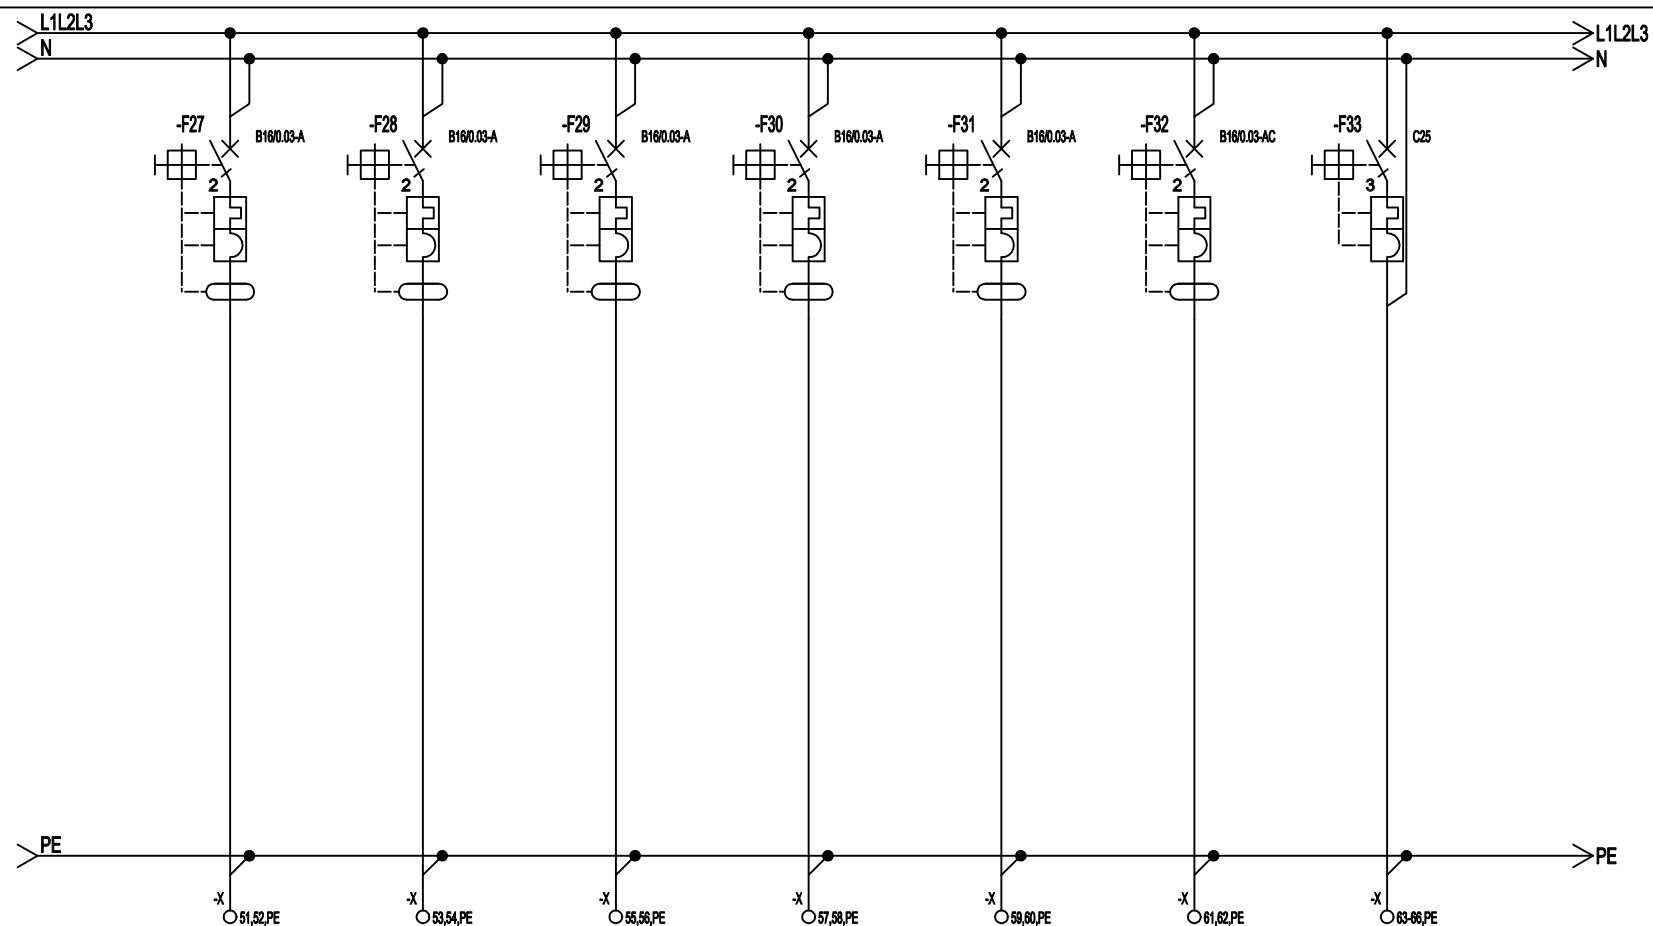 L1L2L3
L1L2L3
N
N
-F27
B16/0.03-A
2
-F28
B16/0.03-A
2
-F29
B16/0.03-A
2
-F30
B16/0.03-A
2
-F31
B16/0.03-A
2
-F32
B16/0.03-AC
2
-F33
C25
3
PE
PE
-X
51,52,PE
-X
53,54,PE
-X
55,56,PE
-X
57,58,PE
-X
59,60,PE
-X
61,62,PE
-X
63-66,PE